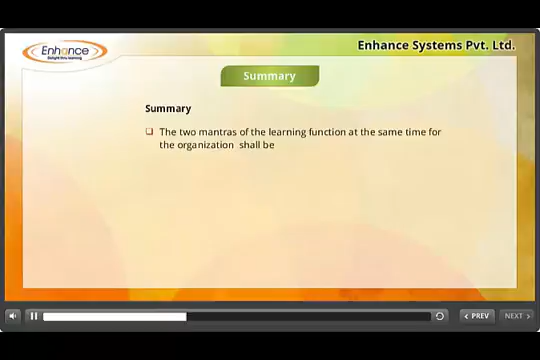 Enhance
Delight thru learning
Enhance Systems Pvt. Ltd.
Summary
Summary
The two mantras of the learning function at the same time for
the organization shall be
PREV
NEXT